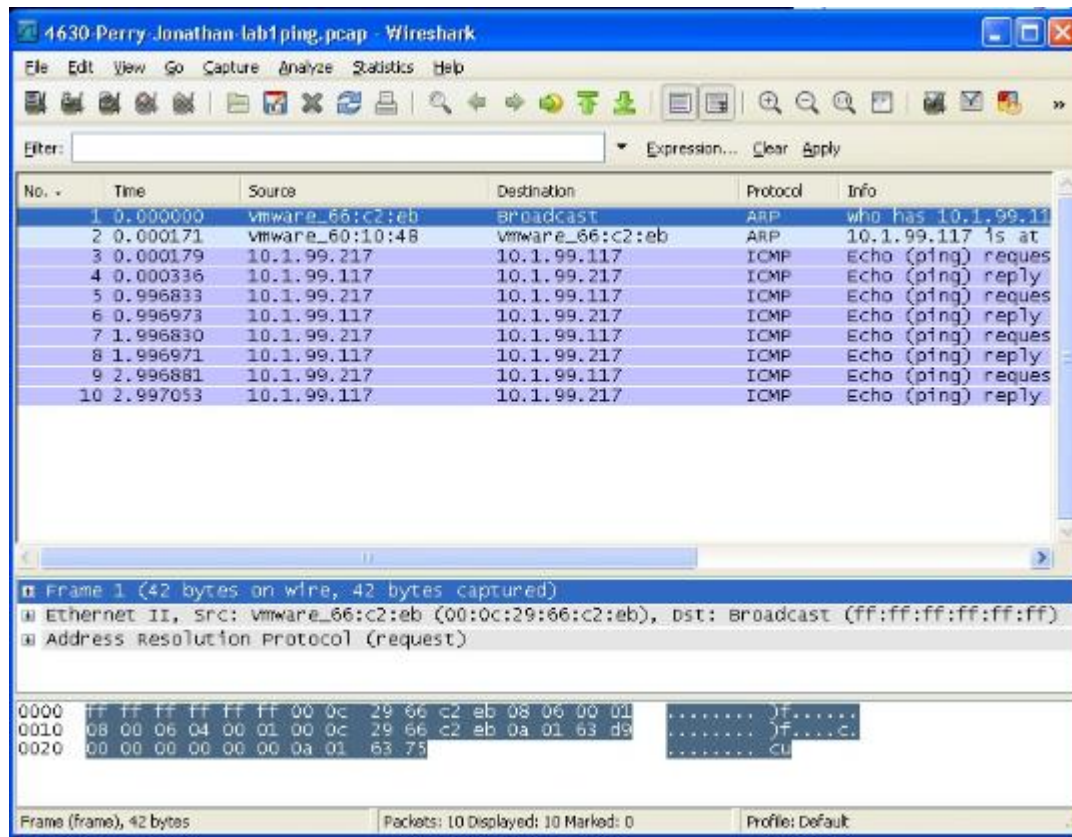 4630-Perry-Jonathan-lab1ping.pcap - Wireshark
File Edit View Go Capture Analyze Statistics Help
Filter: Expression... Clear Apply
No. - Time Source Destination Protocol Info
1 0.000000 Vmware_66:c2:eb Broadcast ARP who has 10.1.99.11
2 0.000171 Vmware_60:10:48 Vmware_66:c2:eb ARP 10.1.99.117 is at
3 0.000179 10.1.99.217 10.1.99.117 ICMP Echo (ping) reques
4 0.000336 10.1.99.117 10.1.99.217 ICMP Echo (ping) reply
5 0.996833 10.1.99.217 10.1.99.117 ICMP Echo (ping) reques
6 0.996973 10.1.99.117 10.1.99.217 ICMP Echo (ping) reply
7 1.996830 10.1.99.217 10.1.99.117 ICMP Echo (ping) reques
8 1.996971 10.1.99.117 10.1.99.217 ICMP Echo (ping) reply
9 2.996881 10.1.99.217 10.1.99.117 ICMP Echo (ping) reques
10 2.997053 10.1.99.117 10.1.99.217 ICMP Echo (ping) reply
Frame 1 (42 bytes on wire, 42 bytes captured)
Ethernet II, Src: Vmware_66:c2:eb (00:0c:29:66:c2:eb), Dst: Broadcast (ff:ff:ff:ff:ff:ff)
Address Resolution Protocol (request)
0000 ff ff ff ff ff ff 00 0c 29 66 c2 eb 08 06 00 01 ........ )f......
0010 08 00 06 04 00 01 00 0c 29 66 c2 eb 0a 01 63 d9 ........ )f....c.
0020 00 00 00 00 00 00 0a 01 63 75 ........ cu
Frame (frame), 42 bytes Packets: 10 Displayed: 10 Marked: 0 Profile: Default